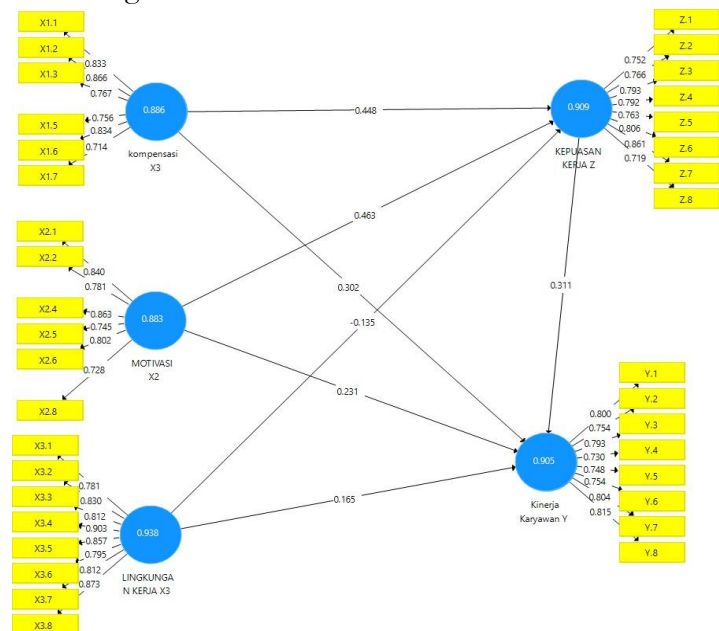 X1.1
X1.2
X1.3
X1.5
X1.6
X1.7
0.833
0.866
0.767
0.756
0.834
0.714
0.886
kompensasi
X3
X2.1
X2.2
X2.4
X2.5
X2.6
X2.8
0.840
0.781
0.863
0.745
0.802
0.728
0.883
MOTIVASI
X2
X3.1
X3.2
X3.3
X3.4
X3.5
X3.6
X3.7
X3.8
0.781
0.830
0.812
0.903
0.857
0.795
0.812
0.873
0.938
LINGKUNGA
N KERJA X3
0.448
0.463
0.302
-0.135
0.231
0.165
0.311
0.909
KEPUASAN
KERJA Z
0.752
0.766
0.793
0.792
0.763
0.806
0.861
0.719
Z.1
Z.2
Z.3
Z.4
Z.5
Z.6
Z.7
Z.8
0.905
Kinerja
Karyawan Y
0.800
0.754
0.793
0.730
0.748
0.754
0.804
0.815
Y.1
Y.2
Y.3
Y.4
Y.5
Y.6
Y.7
Y.8